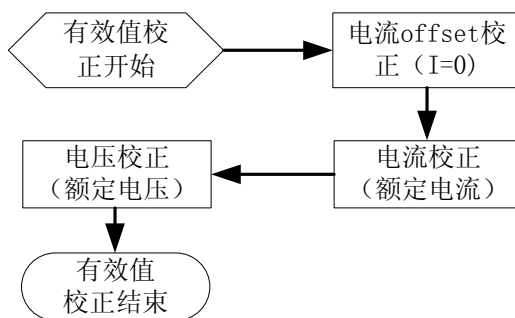 有效值校
正开始
电流offset校
正（I=0)
电流校正
（额定电流）
电压校正
（额定电压）
有效值
校正结束